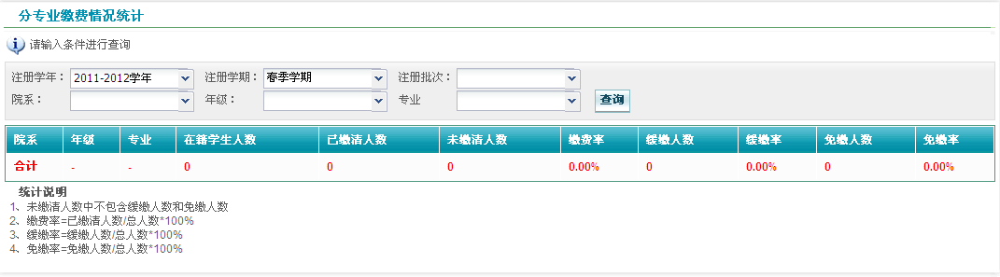 分专业缴费情况统计
请输入条件进行查询
注册学年： 2011-2012学年 注册学期： 春季学期 注册批次：
院系： 年级： 专业 查询
院系 年级 专业 在籍学生人数 已缴清人数 未缴清人数 缴费率 缓缴人数 缓缴率 免缴人数 免缴率
合计 - - 0 0 0 0.00% 0 0.00% 0 0.00%
统计说明
1、未缴清人数中不包含缓缴人数和免缴人数
2、缴费率=已缴清人数/总人数*100%
3、缓缴率=缓缴人数/总人数*100%
4、免缴率=免缴人数/总人数*100%